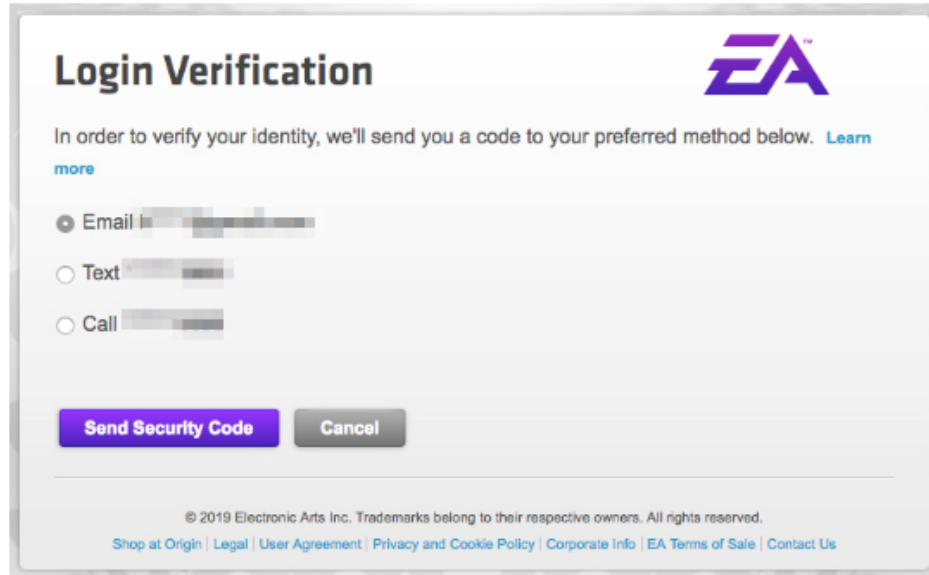 Login Verification
EA™
In order to verify your identity, we'll send you a code to your preferred method below. Learn
more
Email
Text
Call
Send Security Code
Cancel
© 2019 Electronic Arts Inc. Trademarks belong to their respective owners. All rights reserved.
Shop at Origin | Legal | User Agreement | Privacy and Cookie Policy | Corporate Info | EA Terms of Sale | Contact Us